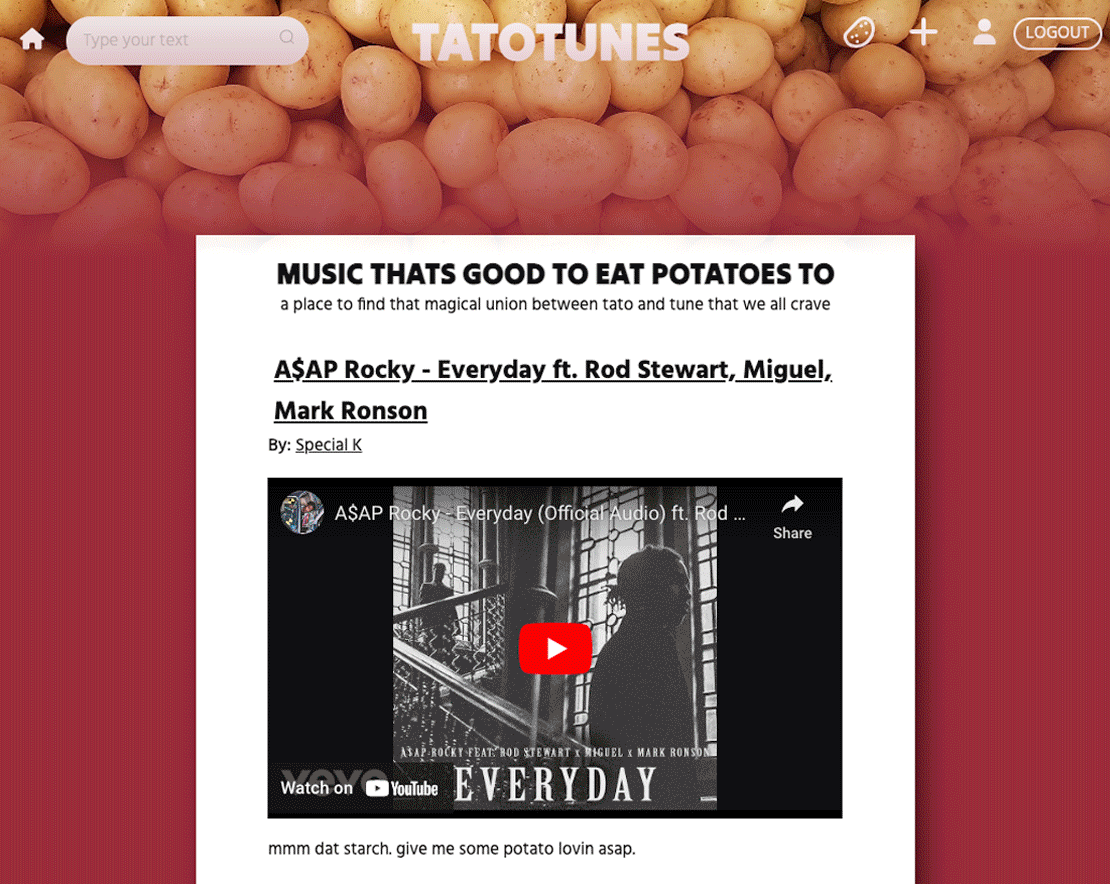 Type your text
TATOTUNES
LOGOUT
MUSIC THATS GOOD TO EAT POTATOES TO
a place to find that magical union between tato and tune that we all crave
A$AP Rocky - Everyday ft. Rod Stewart, Miguel,
Mark Ronson
By: Special K
A$AP Rocky - Everyday (Official Audio) ft. Rod ...
Share
A$AP ROCKY FEAT. ROD STEWART x MIGUEL x MARK RONSON
EVERYDAY
vevo
Watch on YouTube
mmm dat starch. give me some potato lovin asap.